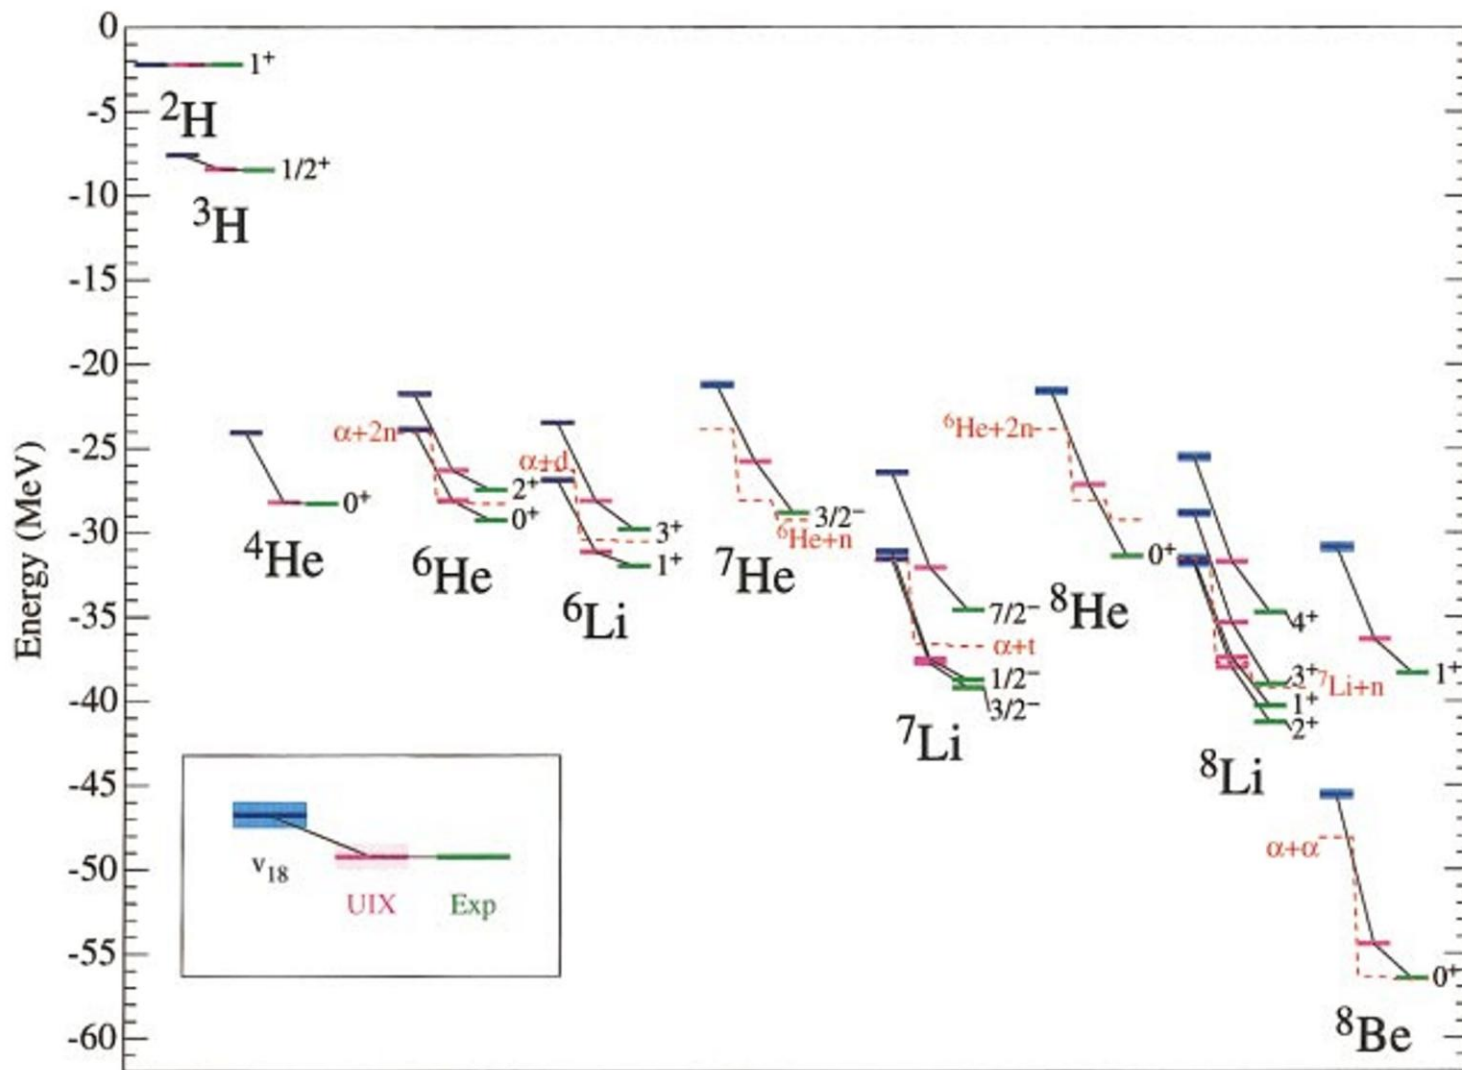 Energy (MeV)
0
-5
-10
-15
-20
-25
-30
-35
-40
-45
-50
-55
-60
1⁺
²H
1/2⁺
³H
0⁺
⁴He
α+2n
2⁺
0⁺
⁶He
α+d
3⁺
1⁺
⁶Li
3/2⁻
⁶He+n
⁷He
7/2⁻
α+t
1/2⁻
3/2⁻
⁷Li
⁶He+2n
0⁺
⁸He
4⁺
3⁺
⁷Li+n
1⁺
2⁺
⁸Li
1⁺
α+α
0⁺
⁸Be
v₁₈
UIX
Exp